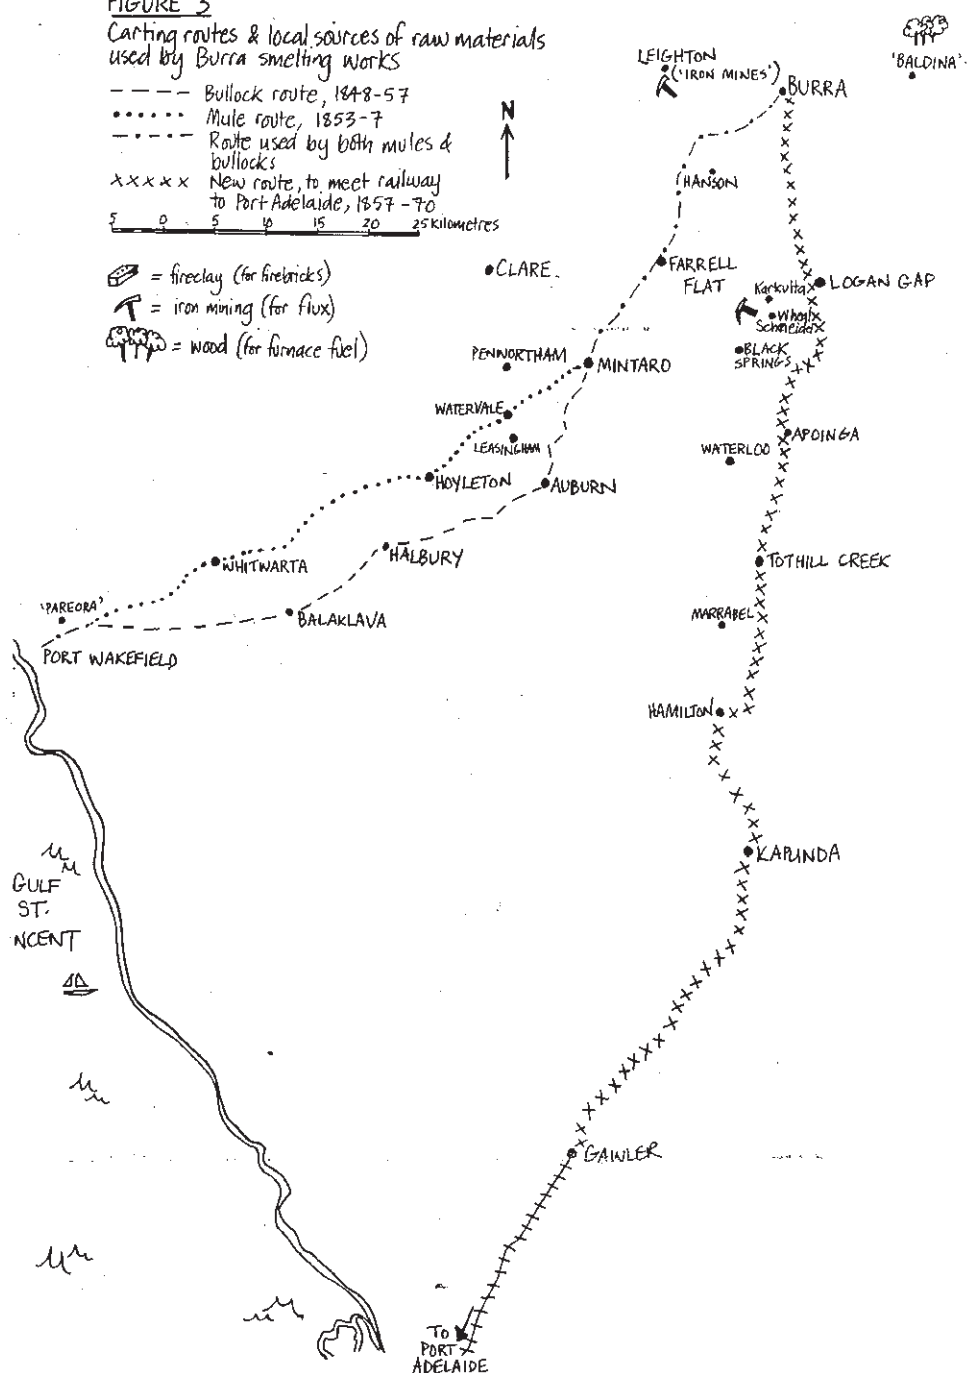 FIGURE 3
Carting routes & local sources of raw materials
used by Burra smelting works
Bullock route, 1848-57
Mule route, 1853-7
Route used by both mules &
bullocks
New route, to meet railway
to Port Adelaide, 1857-70
5 0 5 10 15 20 25 Kilometres
= fireclay (for firebricks)
= iron mining (for flux)
= wood (for furnace fuel)
N
LEIGHTON
('IRON MINES')
BURRA
'BALDINA'
HANSON
CLARE
FARRELL
FLAT
LOGAN GAP
Karkulta
Wheal
Schneider
BLACK
SPRINGS
PENNORTHAM
MINTARO
WATERVALE
LEASINGHAM
APOINGA
WATERLOO
HOYLETON
AUBURN
HALBURY
WHITWARTA
TOTHILL CREEK
'PAREORA'
BALAKLAVA
MARRABEL
PORT WAKEFIELD
HAMILTON
KAPUNDA
GULF
ST.
NCENT
GAWLER
TO
PORT
ADELAIDE